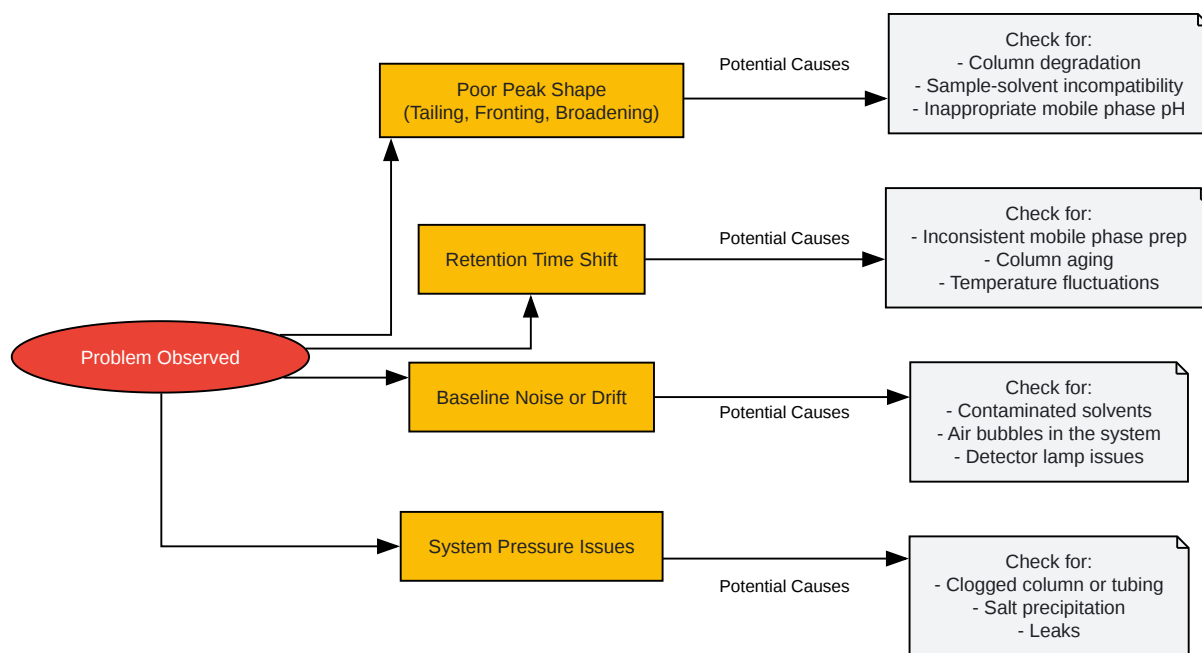 Problem Observed
Poor Peak Shape
(Tailing, Fronting, Broadening)
Potential Causes
Check for:
- Column degradation
- Sample-solvent incompatibility
- Inappropriate mobile phase pH
Retention Time Shift
Potential Causes
Check for:
- Inconsistent mobile phase prep
- Column aging
- Temperature fluctuations
Baseline Noise or Drift
Potential Causes
Check for:
- Contaminated solvents
- Air bubbles in the system
- Detector lamp issues
System Pressure Issues
Potential Causes
Check for:
- Clogged column or tubing
- Salt precipitation
- Leaks